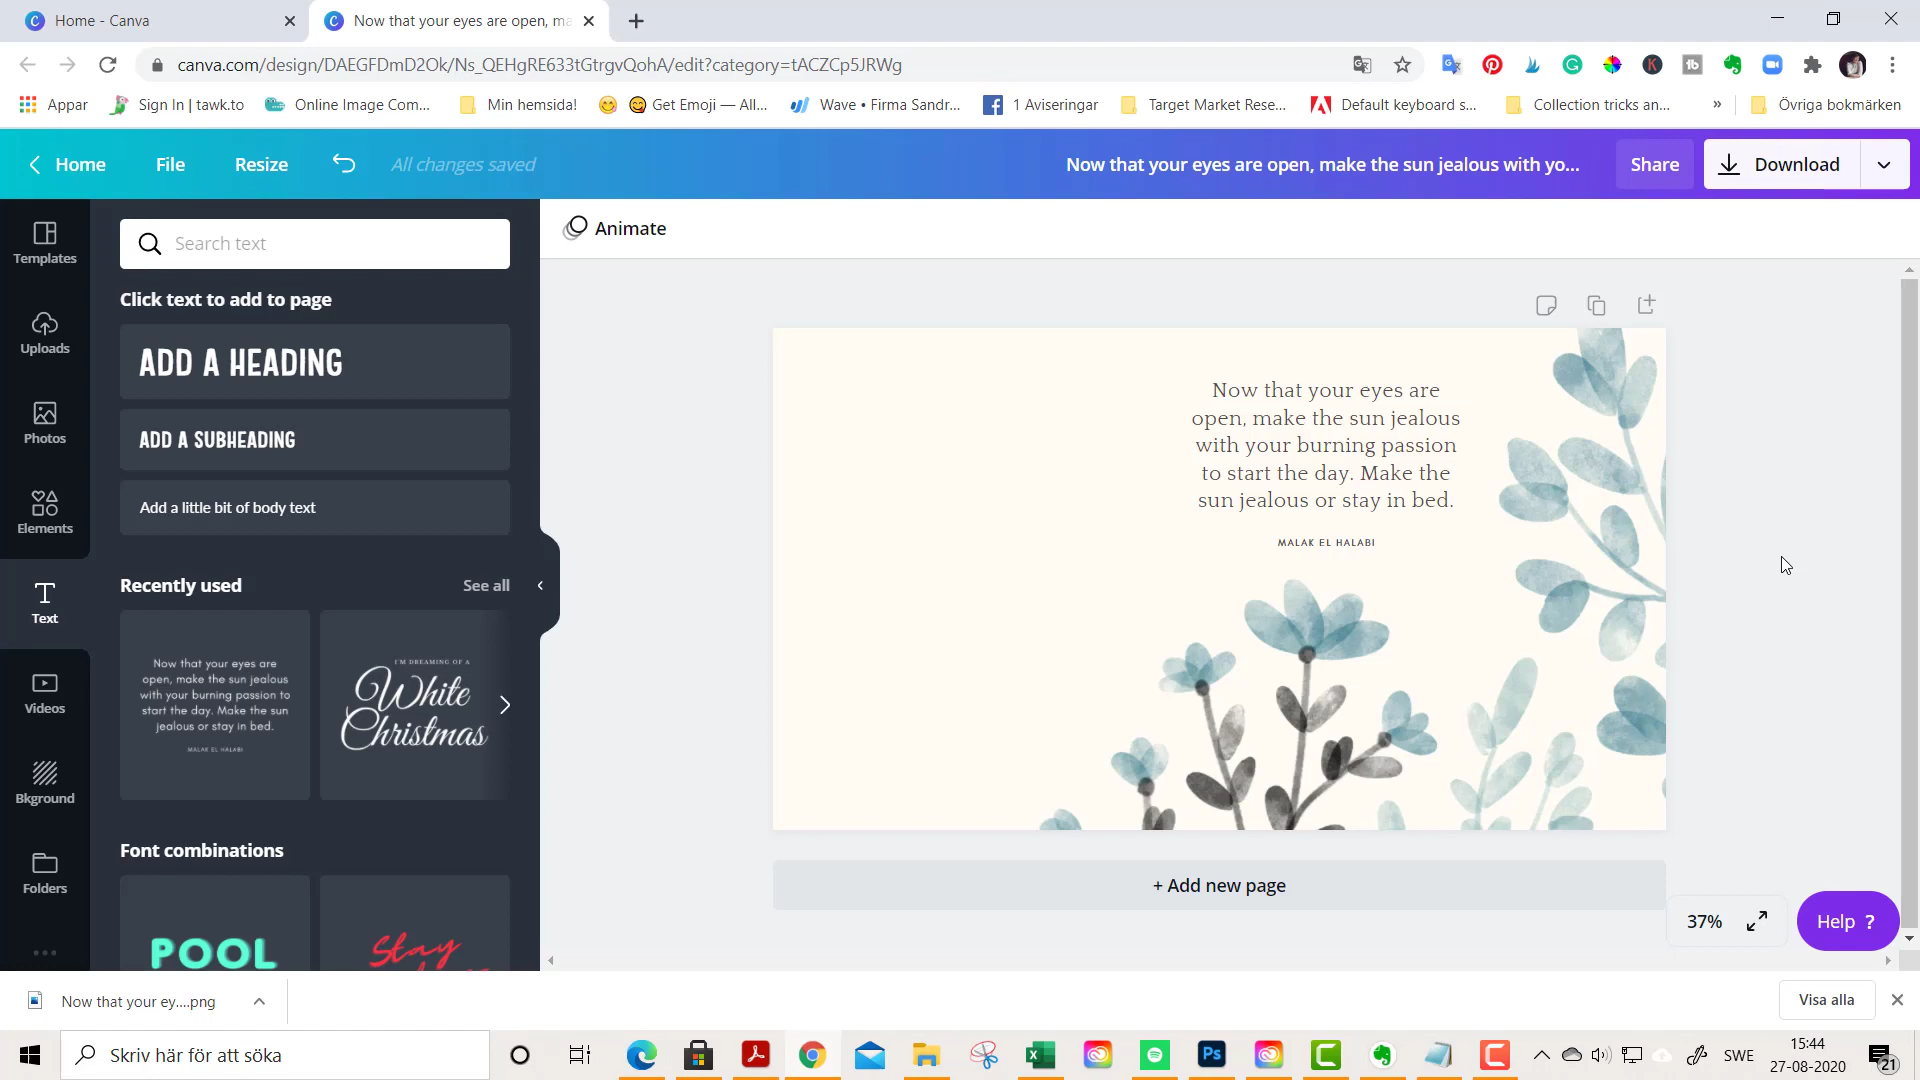 Home - Canva
Now that your eyes are open, ma
canva.com/design/DAEGFDmD2Ok/Ns_QEHgRE633tGtrgvQohA/edit?category=tACZCp5JRWg
Appar
Sign In | tawk.to
Online Image Com...
Min hemsida!
Get Emoji — All...
Wave • Firma Sandr...
1 Aviseringar
Target Market Rese...
Default keyboard s...
Collection tricks an...
»
Övriga bokmärken
Home
File
Resize
All changes saved
Now that your eyes are open, make the sun jealous with yo...
Share
Download
Templates
Uploads
Photos
Elements
Text
Videos
Bkground
Folders
Search text
Click text to add to page
ADD A HEADING
ADD A SUBHEADING
Add a little bit of body text
Recently used
See all
Now that your eyes are
open, make the sun jealous
with your burning passion to
start the day. Make the sun
jealous or stay in bed.
MALAK EL HALABI
I'M DREAMING OF A
White
Christmas
Font combinations
POOL
Stay
Animate
Now that your eyes are
open, make the sun jealous
with your burning passion
to start the day. Make the
sun jealous or stay in bed.
MALAK EL HALABI
+ Add new page
37%
Help ?
Now that your ey....png
Visa alla
Skriv här för att söka
SWE
15:44
27-08-2020
21